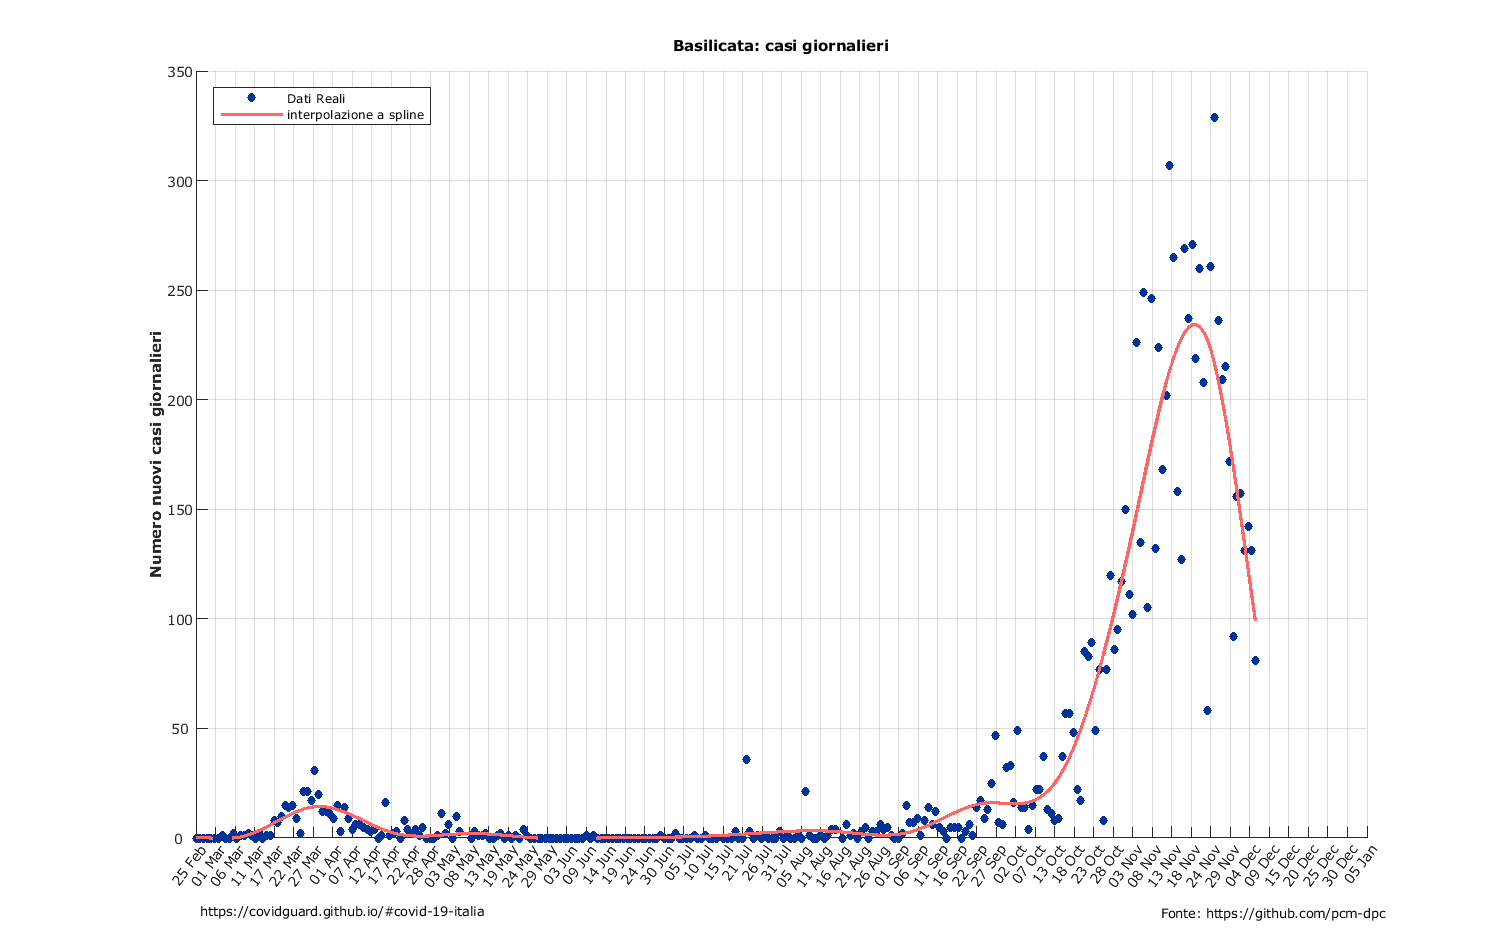 Basilicata: casi giornalieri
Dati Reali
interpolazione a spline
Numero nuovi casi giornalieri
350
300
250
200
150
100
50
0
25 Feb
01 Mar
06 Mar
11 Mar
17 Mar
22 Mar
27 Mar
01 Apr
07 Apr
12 Apr
17 Apr
22 Apr
28 Apr
03 May
08 May
13 May
19 May
24 May
29 May
03 Jun
09 Jun
14 Jun
19 Jun
24 Jun
30 Jun
05 Jul
10 Jul
15 Jul
21 Jul
26 Jul
31 Jul
05 Aug
11 Aug
16 Aug
21 Aug
26 Aug
01 Sep
06 Sep
11 Sep
16 Sep
22 Sep
27 Sep
02 Oct
07 Oct
13 Oct
18 Oct
23 Oct
28 Oct
03 Nov
08 Nov
13 Nov
18 Nov
24 Nov
29 Nov
04 Dec
09 Dec
15 Dec
20 Dec
25 Dec
30 Dec
05 Jan
https://covidguard.github.io/#covid-19-italia
Fonte: https://github.com/pcm-dpc